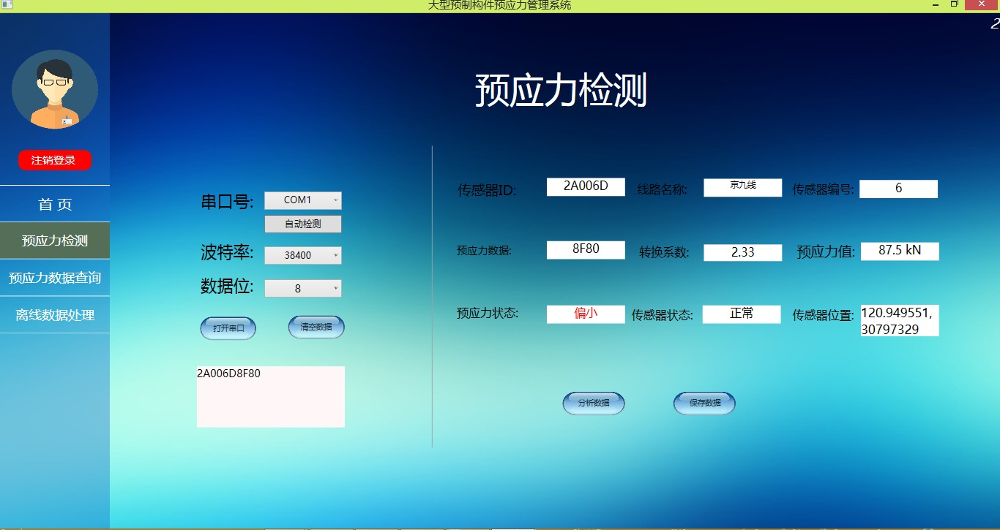 大型预制构件预应力管理系统
2
预应力检测
注销登录
首 页
预应力检测
预应力数据查询
离线数据处理
串口号: COM1
自动检测
波特率: 38400
数据位: 8
打开串口 清空数据
2A006D8F80
传感器ID: 2A006D 线路名称: 京九线 传感器编号: 6
预应力数据: 8F80 转换系数: 2.33 预应力值: 87.5 kN
预应力状态: 偏小 传感器状态: 正常 传感器位置: 120.949551,
30797329
分析数据 保存数据